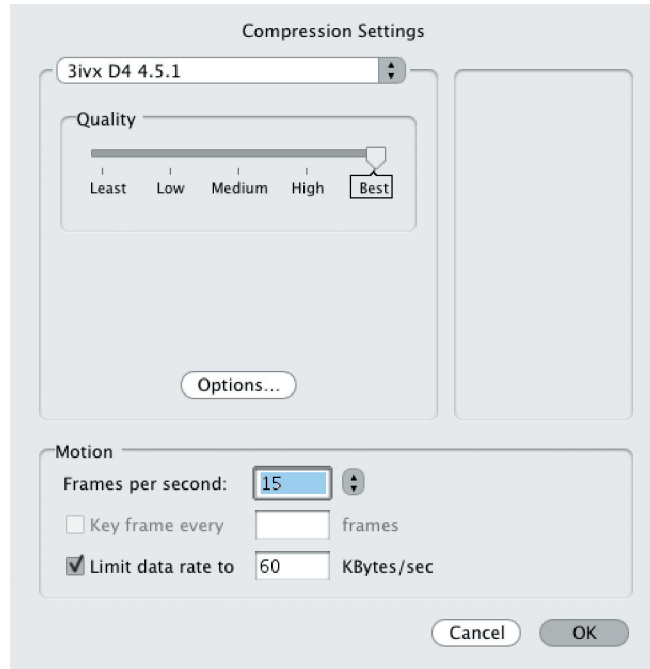 Compression Settings
3ivx D4 4.5.1
Quality
Least Low Medium High Best
Options...
Motion
Frames per second: 15
Key frame every frames
Limit data rate to 60 KBytes/sec
Cancel OK